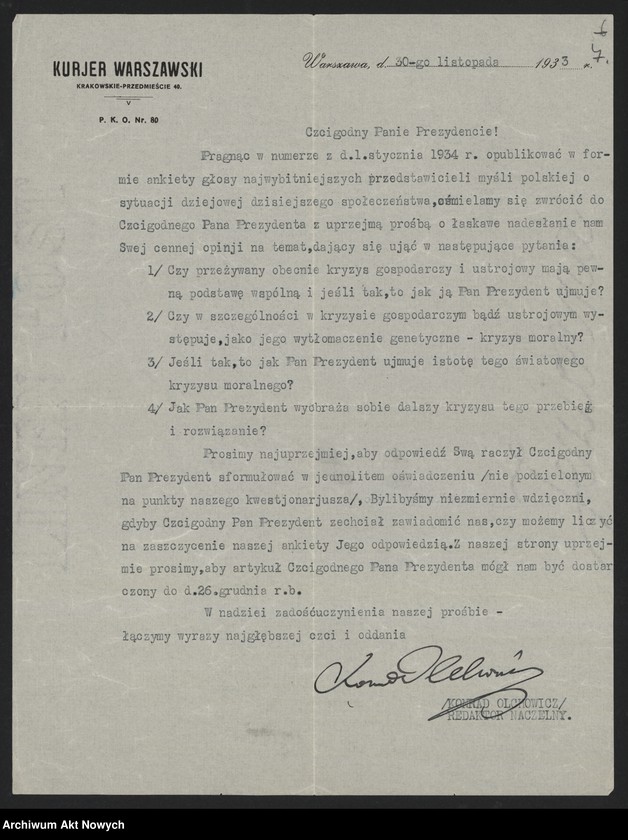 KURJER WARSZAWSKI
KRAKOWSKIE-PRZEDMIEŚCIE 40.
P. K. O. Nr. 80
Warszawa, d. 30-go listopada 1933 r.
7.
Czcigodny Panie Prezydencie!
Pragnąc w numerze z d.1.stycznia 1934 r. opublikować w for-
mie ankiety głosy najwybitniejszych przedstawicieli myśli polskiej o
sytuacji dziejowej dzisiejszego społeczeństwa,ośmielamy się zwrócić do
Czcigodnego Pana Prezydenta z uprzejmą prośbą o łaskawe nadesłanie nam
Swej cennej opinji na temat,dający się ująć w następujące pytania:
1/ Czy przeżywany obecnie kryzys gospodarczy i ustrojowy mają pew-
ną podstawę wspólną i jeśli tak,to jak ją Pan Prezydent ujmuje?
2/ Czy w szczególności w kryzysie gospodarczym bądź ustrojowym wy-
stępuje,jako jego wytłomaczenie genetyczne - kryzys moralny?
3/ Jeśli tak,to jak Pan Prezydent ujmuje istotę tego światowego
kryzysu moralnego?
4/ Jak Pan Prezydent wyobraża sobie dalszy kryzysu tego przebieg
i rozwiązanie?
Prosimy najuprzejmiej,aby odpowiedź Swą raczył Czcigodny
Pan Prezydent sformułować w jednolitem oświadczeniu /nie podzielonym
na punkty naszego kwestjonarjusza/, Bylibyśmy niezmiernie wdzięczni,
gdyby Czcigodny Pan Prezydent zechciał zawiadomić nas,czy możemy liczyć
na zaszczycenie naszej ankiety Jego odpowiedzią.Z naszej strony uprzej-
mie prosimy,aby artykuł Czcigodnego Pana Prezydenta mógł nam być dostar
czony do d.26.grudnia r.b.
W nadziei zadośćuczynienia naszej prośbie -
łączymy wyrazy najgłębszej czci i oddania
/KONRAD OLCHOWICZ/
REDAKTOR NACZELNY.
Archiwum Akt Nowych